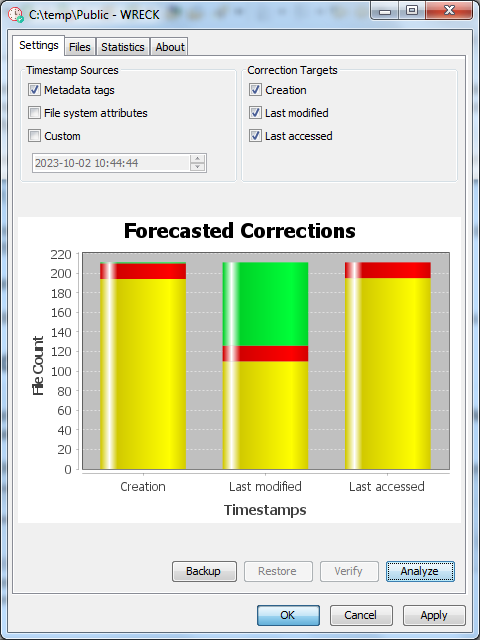 C:\temp\Public - WRECK
Settings Files Statistics About
Timestamp Sources
Metadata tags
File system attributes
Custom
2023-10-02 10:44:44
Correction Targets
Creation
Last modified
Last accessed
Forecasted Corrections
File Count
220
200
180
160
140
120
100
80
60
40
20
0
Creation Last modified Last accessed
Timestamps
Backup Restore Verify Analyze
OK Cancel Apply